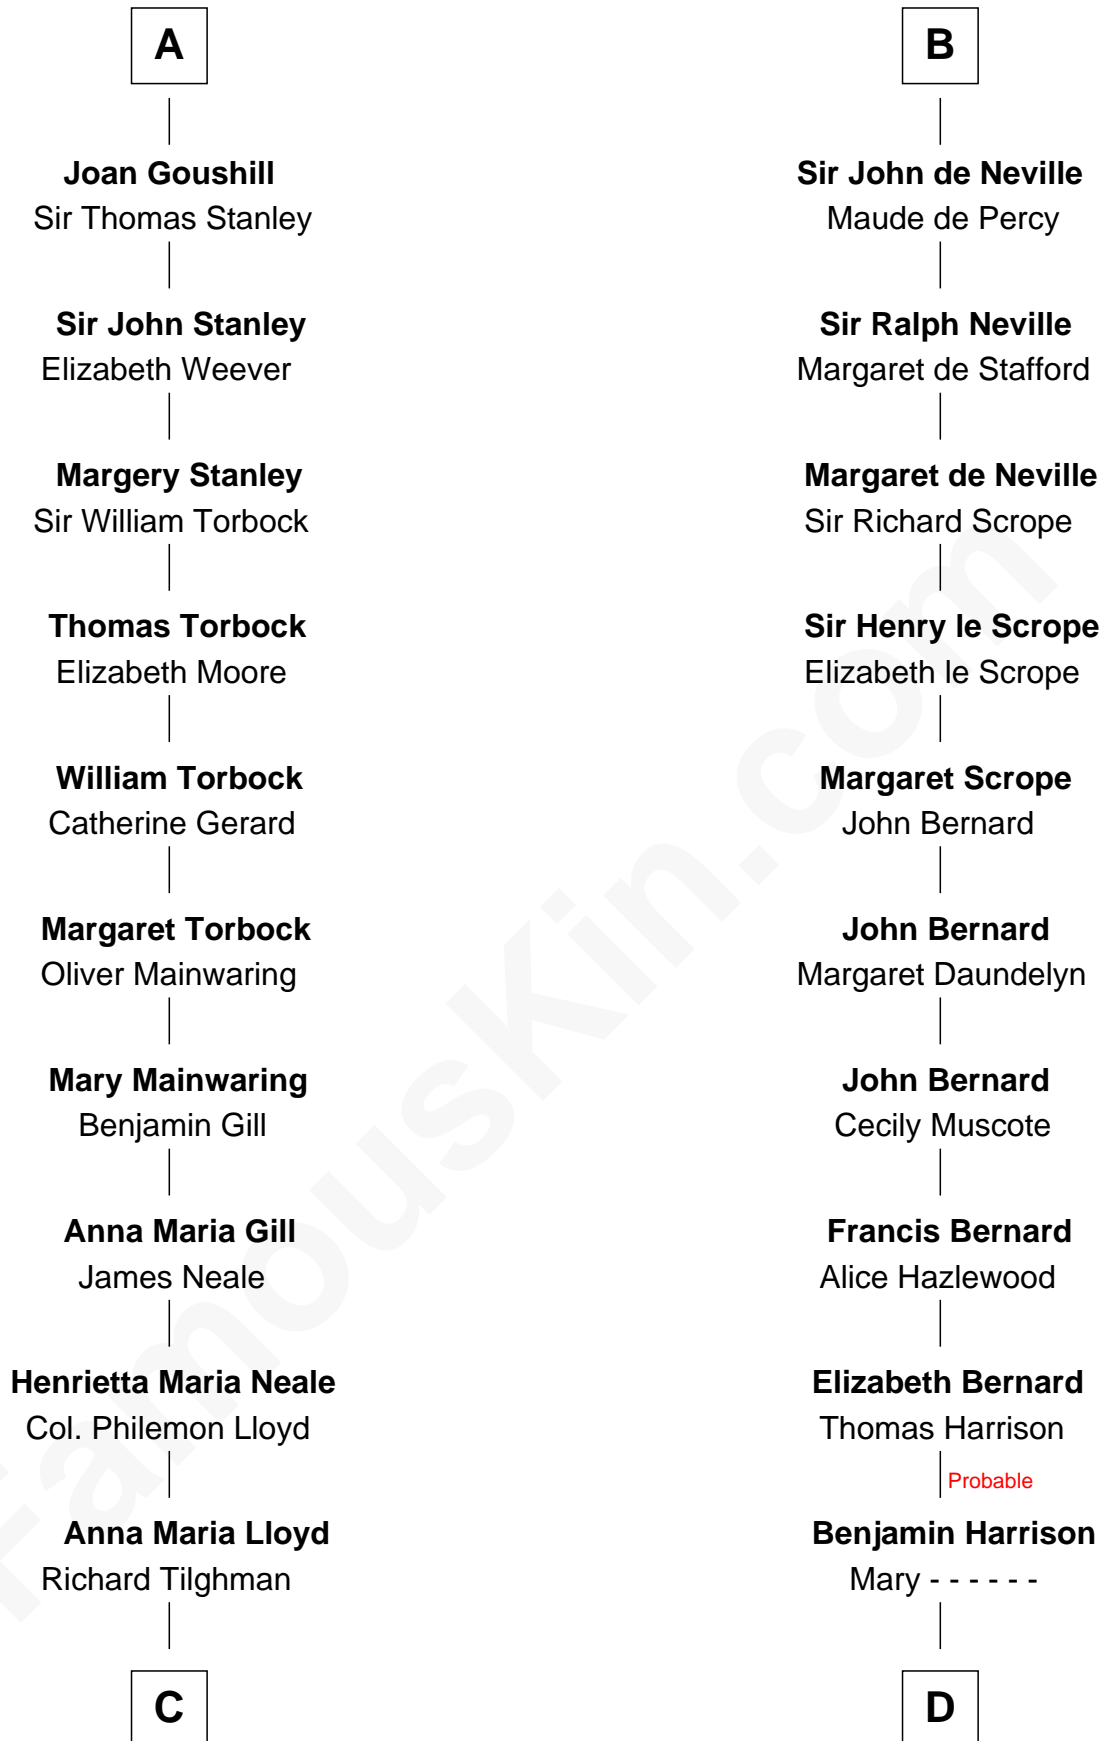 A
Joan Goushill
Sir Thomas Stanley
Sir John Stanley
Elizabeth Weever
Margery Stanley
Sir William Torbock
Thomas Torbock
Elizabeth Moore
William Torbock
Catherine Gerard
Margaret Torbock
Oliver Mainwaring
Mary Mainwaring
Benjamin Gill
Anna Maria Gill
James Neale
Henrietta Maria Neale
Col. Philemon Lloyd
Anna Maria Lloyd
Richard Tilghman
C
B
Sir John de Neville
Maude de Percy
Sir Ralph Neville
Margaret de Stafford
Margaret de Neville
Sir Richard Scrope
Sir Henry le Scrope
Elizabeth le Scrope
Margaret Scrope
John Bernard
John Bernard
Margaret Daundelyn
John Bernard
Cecily Muscote
Francis Bernard
Alice Hazlewood
Elizabeth Bernard
Thomas Harrison
Probable
Benjamin Harrison
Mary - - - - - -
D
FamousKin.com